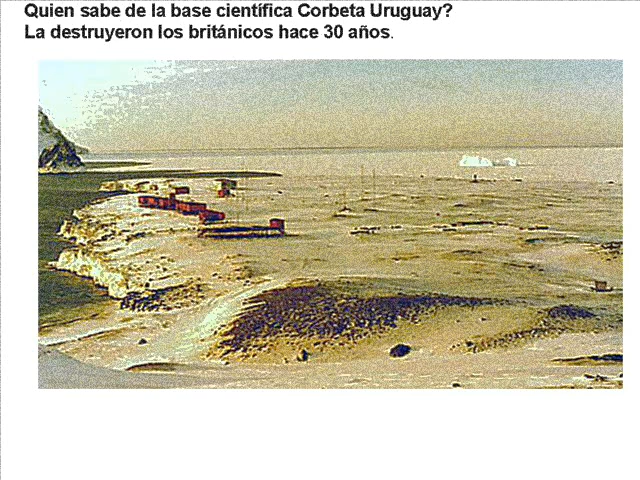 Quien sabe de la base científica Corbeta Uruguay?
La destruyeron los británicos hace 30 años.